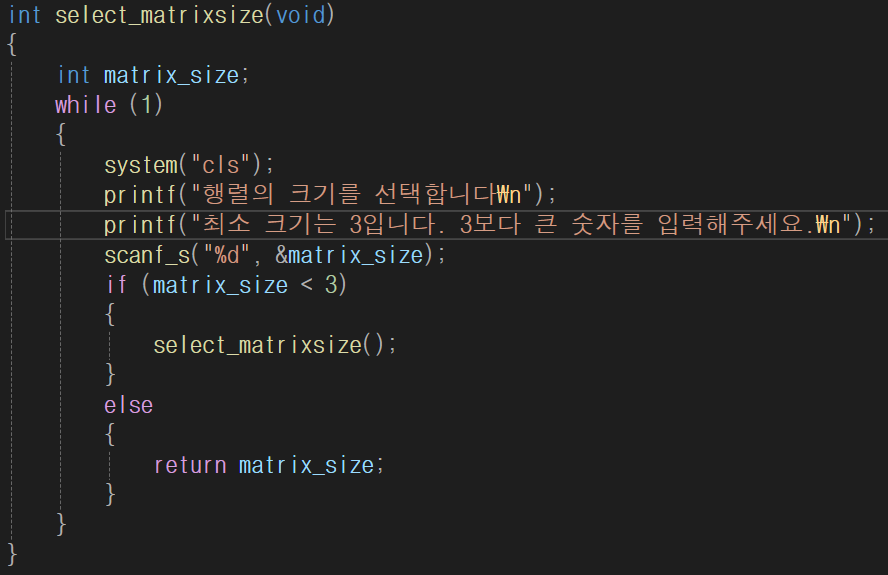 int select_matrixsize(void)
{
    int matrix_size;
    while (1)
    {
        system("cls");
        printf("행렬의 크기를 선택합니다₩n");
        printf("최소 크기는 3입니다. 3보다 큰 숫자를 입력해주세요.₩n");
        scanf_s("%d", &matrix_size);
        if (matrix_size < 3)
        {
            select_matrixsize();
        }
        else
        {
            return matrix_size;
        }
    }
}